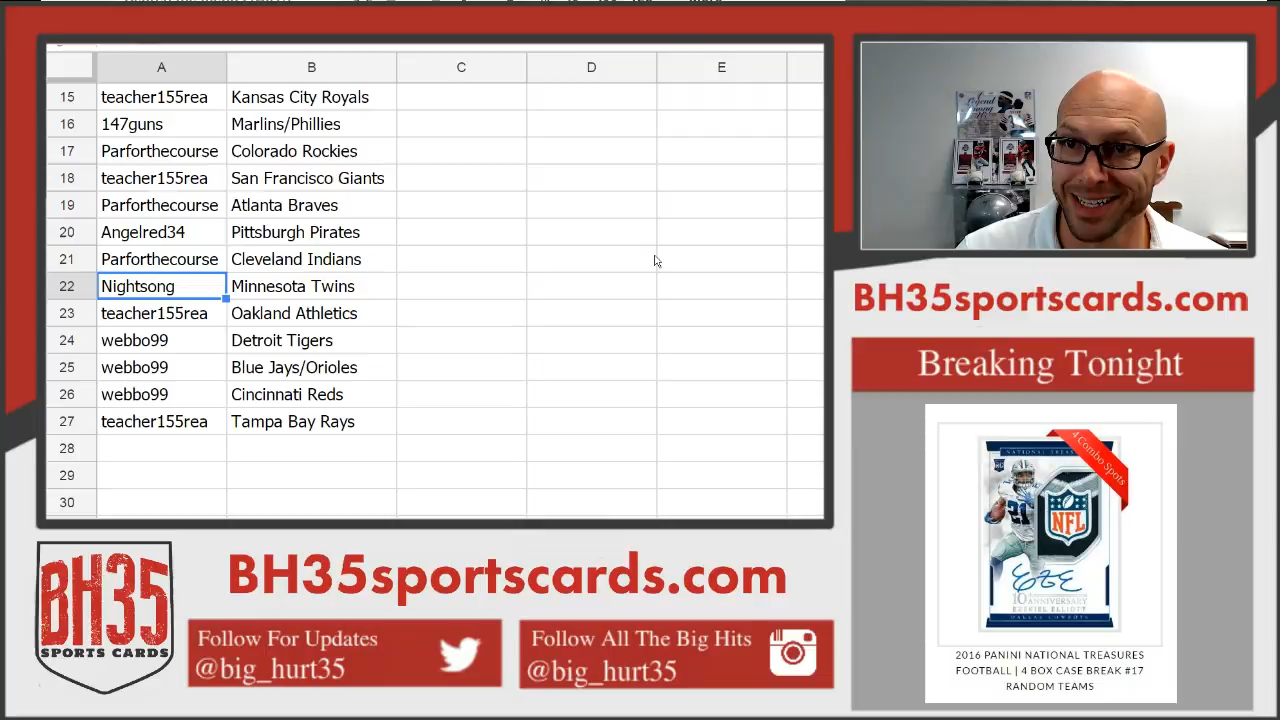 A B C D E
15 teacher155rea Kansas City Royals
16 147guns Marlins/Phillies
17 Parforthecourse Colorado Rockies
18 teacher155rea San Francisco Giants
19 Parforthecourse Atlanta Braves
20 Angelred34 Pittsburgh Pirates
21 Parforthecourse Cleveland Indians
22 Nightsong Minnesota Twins
23 teacher155rea Oakland Athletics
24 webbo99 Detroit Tigers
25 webbo99 Blue Jays/Orioles
26 webbo99 Cincinnati Reds
27 teacher155rea Tampa Bay Rays
28
29
30
BH35sportscards.com
Breaking Tonight
4 Combo Spots
NATIONAL TREASURES
RC
21
NFL
10TH ANNIVERSARY
EZEKIEL ELLIOTT
DALLAS COWBOYS
2016 PANINI NATIONAL TREASURES
FOOTBALL | 4 BOX CASE BREAK #17
RANDOM TEAMS
BH35
SPORTS CARDS
BH35sportscards.com
Follow For Updates
@big_hurt35
Follow All The Big Hits
@big_hurt35